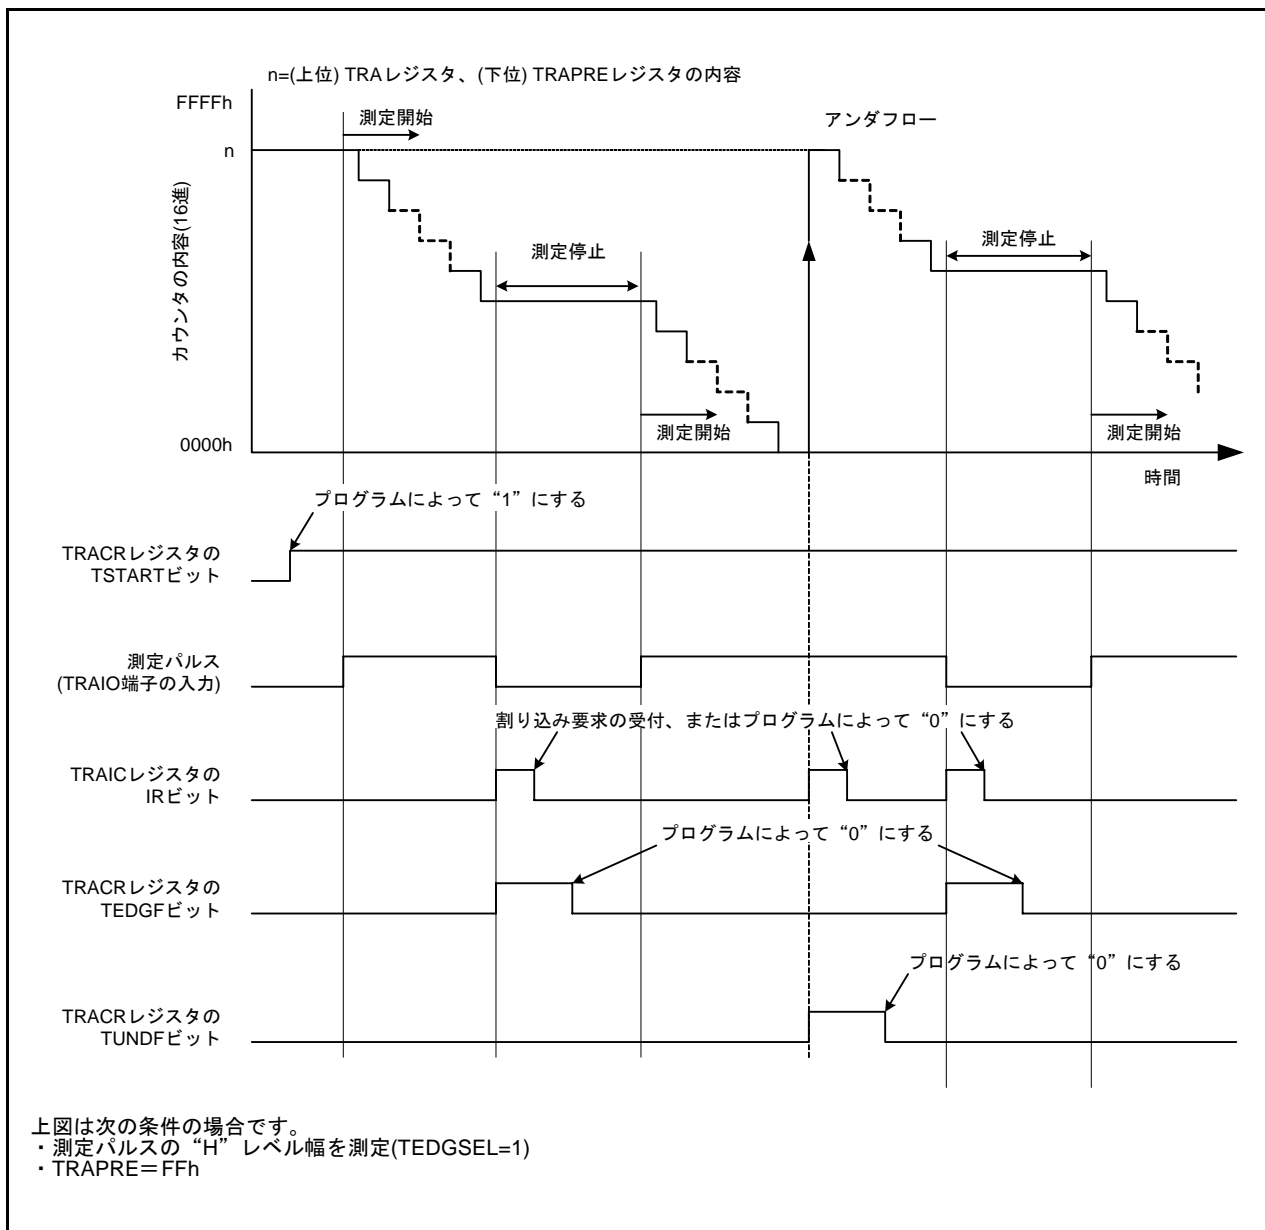 n=(上位) TRAレジスタ、(下位) TRAPREレジスタの内容
FFFFh
測定開始
アンダフロー
n
カウンタの内容(16進)
測定停止
測定停止
測定開始
測定開始
0000h
時間
プログラムによって“1”にする
TRACRレジスタの
TSTARTビット
測定パルス
(TRAIO端子の入力)
割り込み要求の受付、またはプログラムによって“0”にする
TRAICレジスタの
IRビット
プログラムによって“0”にする
TRACRレジスタの
TEDGFビット
プログラムによって“0”にする
TRACRレジスタの
TUNDFビット
上図は次の条件の場合です。
・測定パルスの“H”レベル幅を測定(TEDGSEL=1)
・TRAPRE=FFh